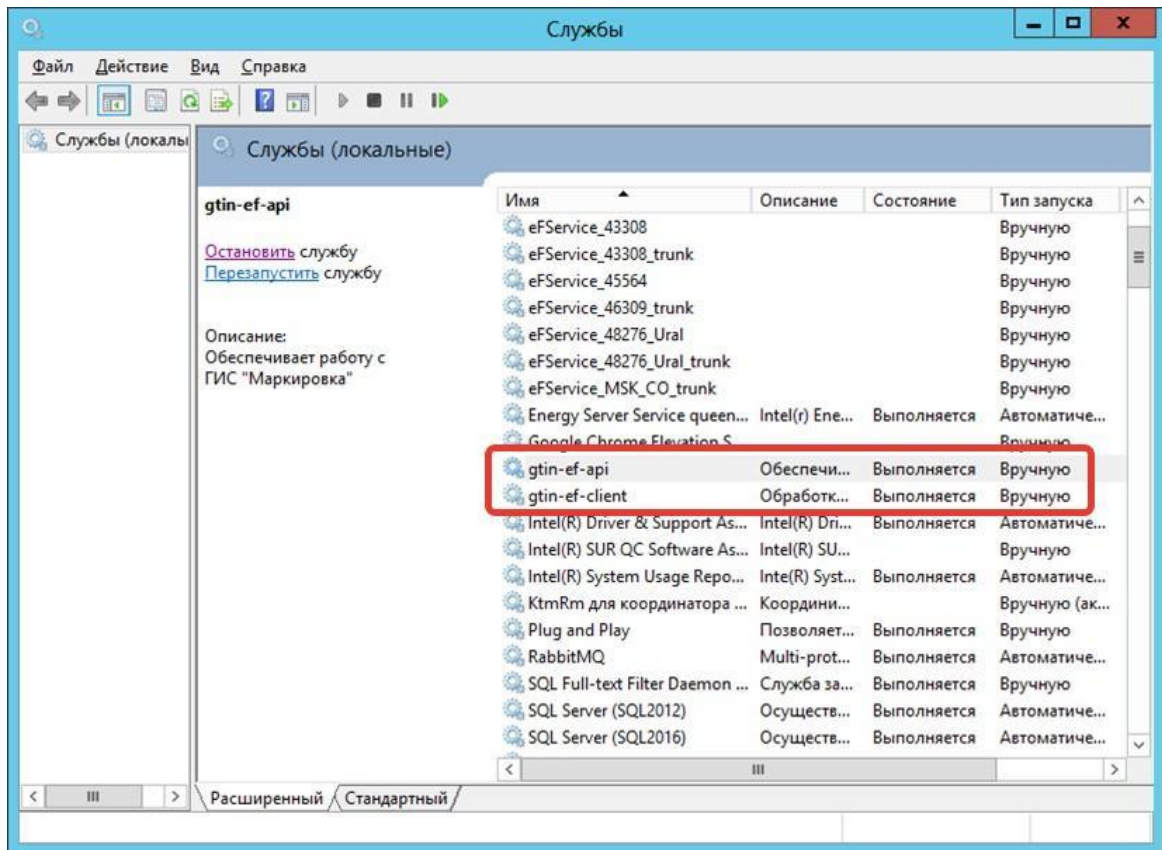 Службы
Файл Действие Вид Справка
Службы (локалы
Службы (локальные)
gtin-ef-api
Остановить службу
Перезапустить службу
Описание:
Обеспечивает работу с
ГИС "Маркировка"
Имя Описание Состояние Тип запуска
eFService_43308 Вручную
eFService_43308_trunk Вручную
eFService_45564 Вручную
eFService_46309_trunk Вручную
eFService_48276_Ural Вручную
eFService_48276_Ural_trunk Вручную
eFService_MSK_CO_trunk Вручную
Energy Server Service queen... Intel(r) Ene... Выполняется Автоматиче...
Google Chrome Elevation S... Вручную
gtin-ef-api Обеспечи... Выполняется Вручную
gtin-ef-client Обработк... Выполняется Вручную
Intel(R) Driver & Support As... Intel(R) Dri... Выполняется Автоматиче...
Intel(R) SUR QC Software As... Intel(R) SU... Вручную
Intel(R) System Usage Repo... Inte(R) Syst... Выполняется Автоматиче...
KtmRm для координатора ... Координи... Вручную (ак...
Plug and Play Позволяет... Выполняется Вручную
RabbitMQ Multi-prot... Выполняется Автоматиче...
SQL Full-text Filter Daemon ... Служба за... Выполняется Вручную
SQL Server (SQL2012) Осуществ... Выполняется Автоматиче...
SQL Server (SQL2016) Осуществ... Выполняется Автоматиче...
Расширенный Стандартный